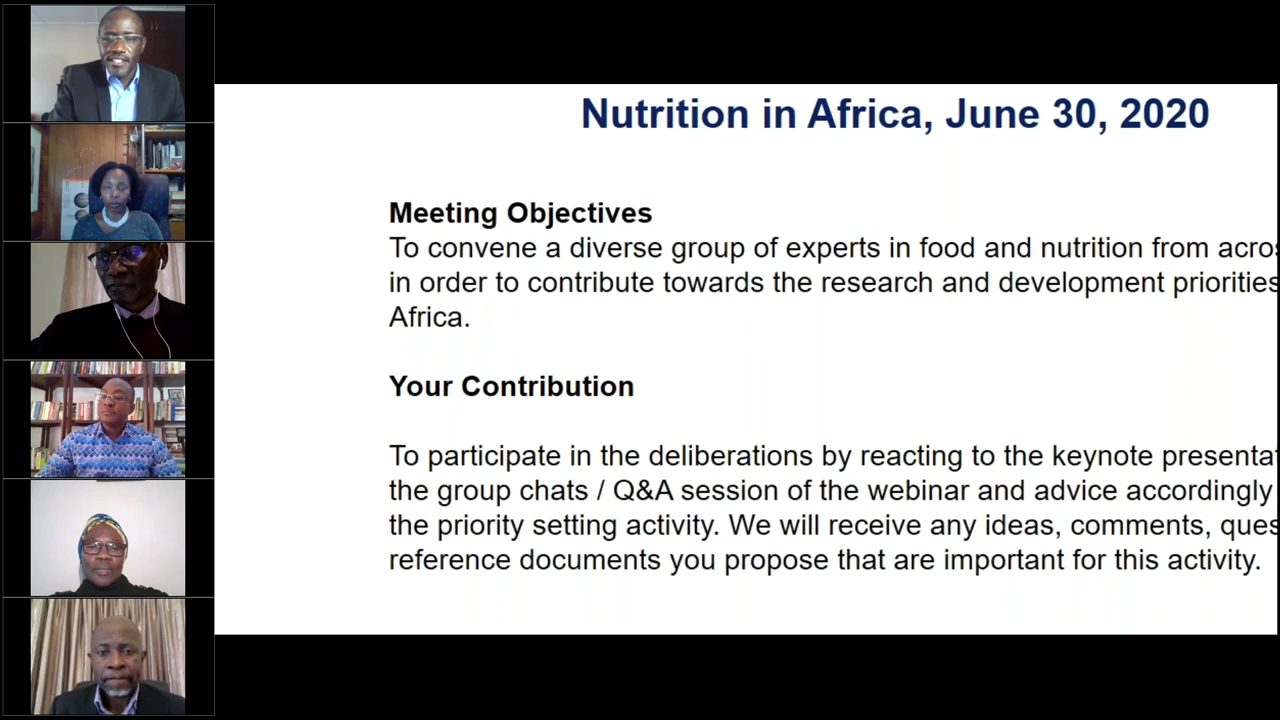 Nutrition in Africa, June 30, 2020
Meeting Objectives
To convene a diverse group of experts in food and nutrition from
in order to contribute towards the research and development priorities
Africa.
Your Contribution
To participate in the deliberations by reacting to the keynote
the group chats / Q&A session of the webinar and advice accordingly
the priority setting activity. We will receive any ideas, comments,
reference documents you propose that are important for this activity.